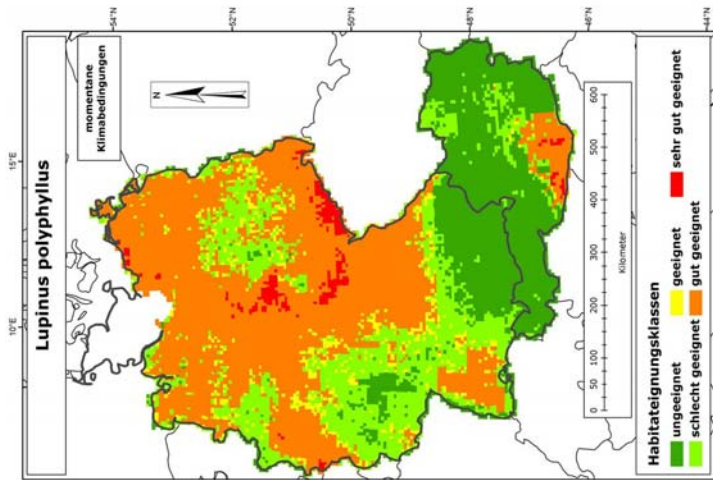 Lupinus polyphyllus
momentane
Klimabedingungen
N
15°E
10°E
54°N
52°N
50°N
48°N
46°N
44°N
0 50 100 200 300 400 500 600
Kilometer
Habitateignungsklassen
ungeeignet
geeignet
sehr gut geeignet
schlecht geeignet
gut geeignet